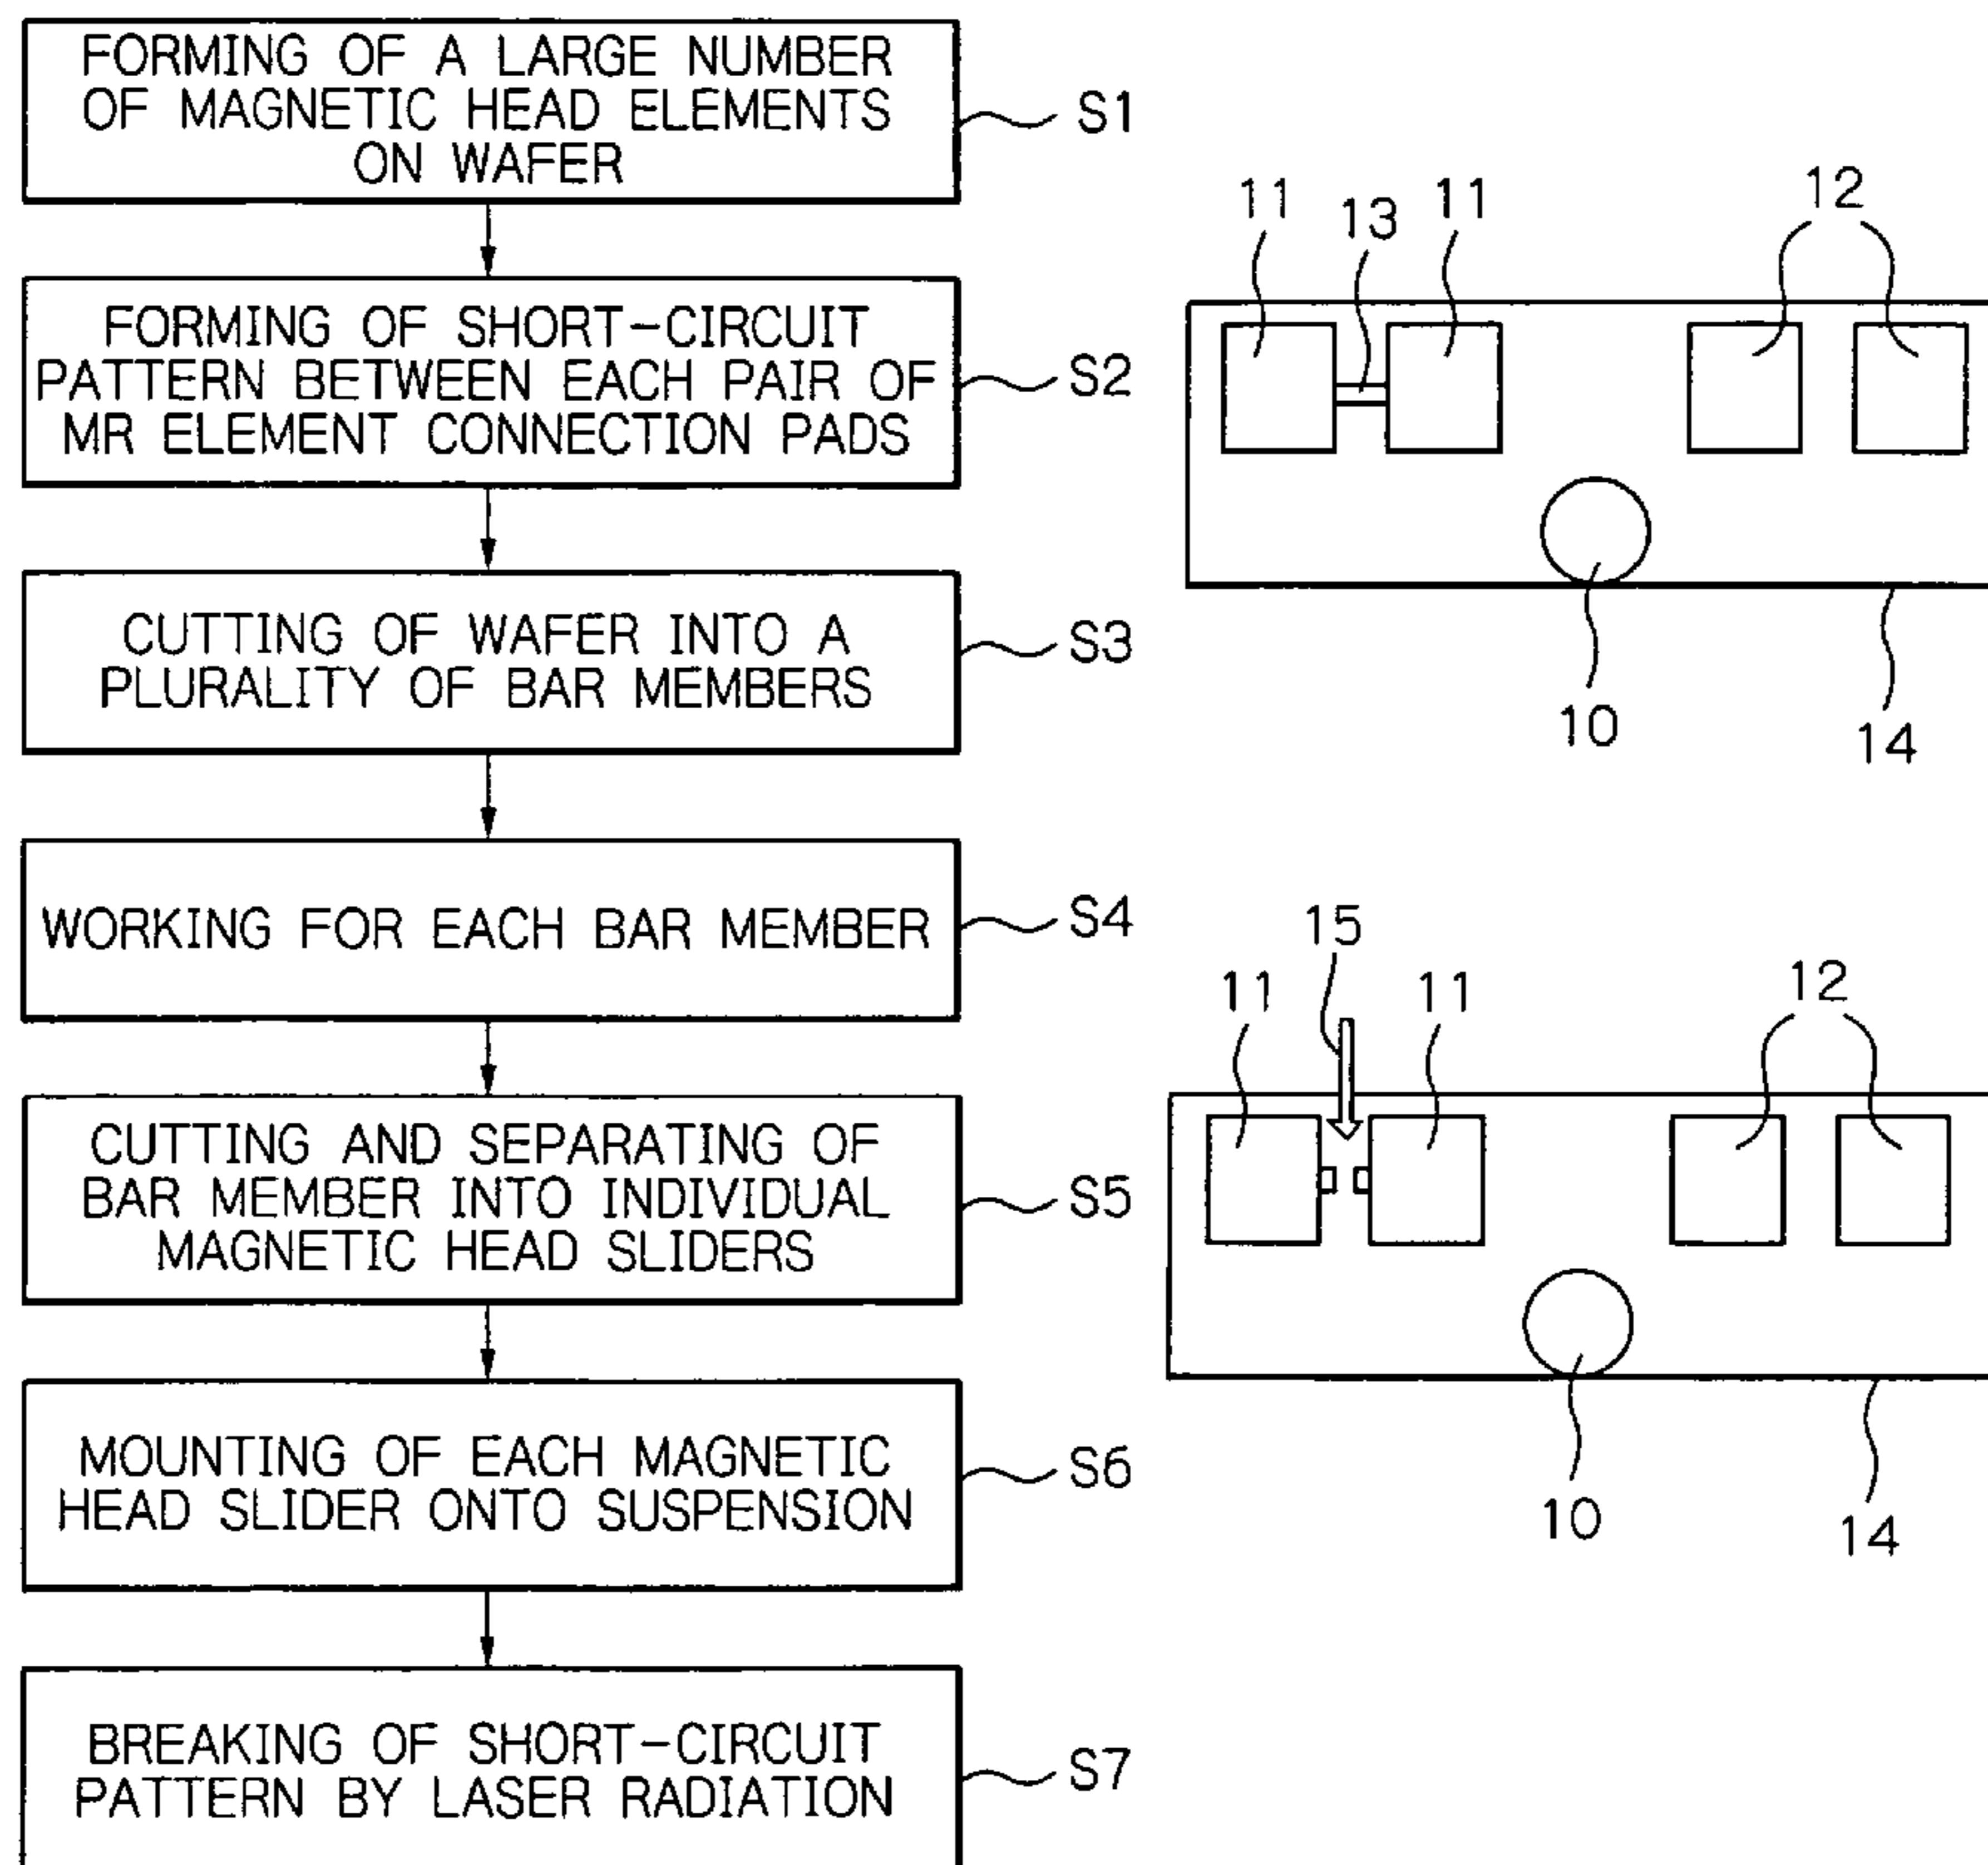 FORMING OF A LARGE NUMBER
OF MAGNETIC HEAD ELEMENTS
ON WAFER
S1
FORMING OF SHORT-CIRCUIT
PATTERN BETWEEN EACH PAIR OF
MR ELEMENT CONNECTION PADS
S2
CUTTING OF WAFER INTO A
PLURALITY OF BAR MEMBERS
S3
WORKING FOR EACH BAR MEMBER
S4
CUTTING AND SEPARATING OF
BAR MEMBER INTO INDIVIDUAL
MAGNETIC HEAD SLIDERS
S5
MOUNTING OF EACH MAGNETIC
HEAD SLIDER ONTO SUSPENSION
S6
BREAKING OF SHORT-CIRCUIT
PATTERN BY LASER RADIATION
S7
11 13 11 12
10 14
15
11 11 12
10 14